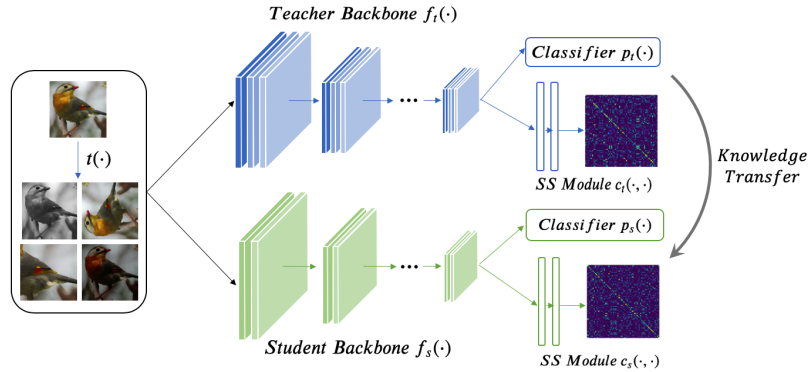 Teacher Backbone f_t(·)
Classifier p_t(·)
t(·)
SS Module c_t(·,·)
Knowledge
Transfer
Classifier p_s(·)
Student Backbone f_s(·)
SS Module c_s(·,·)